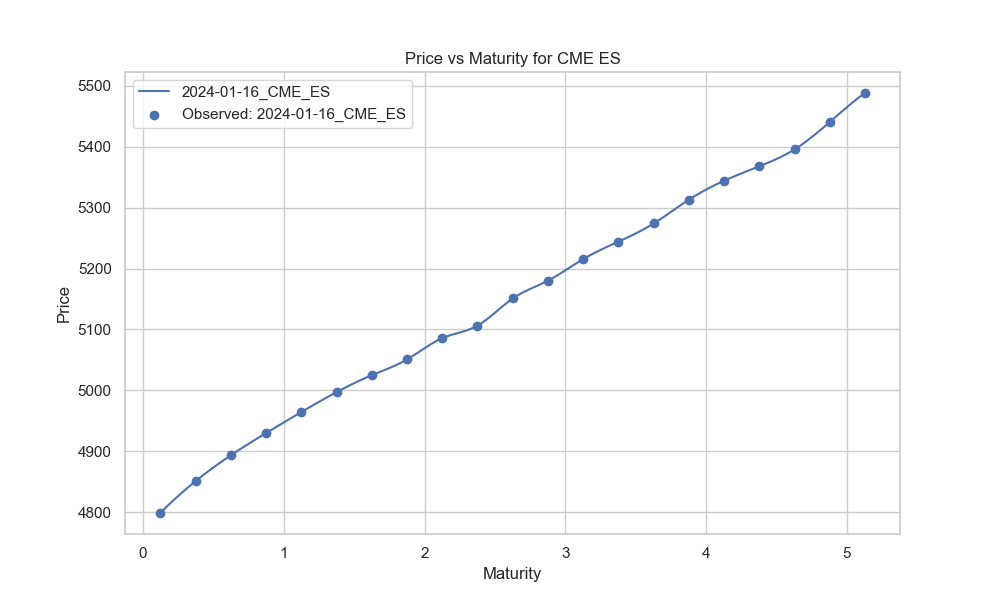 Price vs Maturity for CME ES
2024-01-16_CME_ES
Observed: 2024-01-16_CME_ES
5500
5400
5300
5200
5100
5000
4900
4800
Price
0 1 2 3 4 5
Maturity